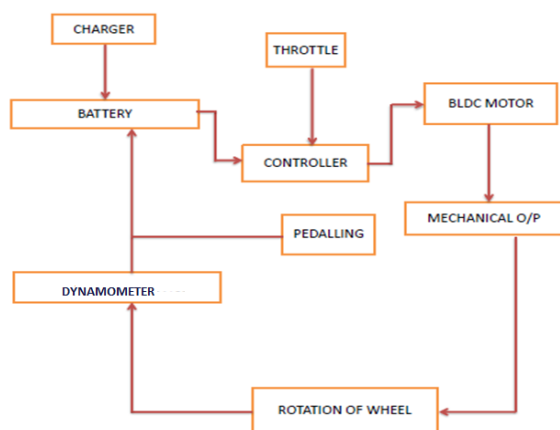 CHARGER
THROTTLE
BATTERY
BLDC MOTOR
CONTROLLER
MECHANICAL O/P
PEDALLING
DYNAMOMETER
ROTATION OF WHEEL